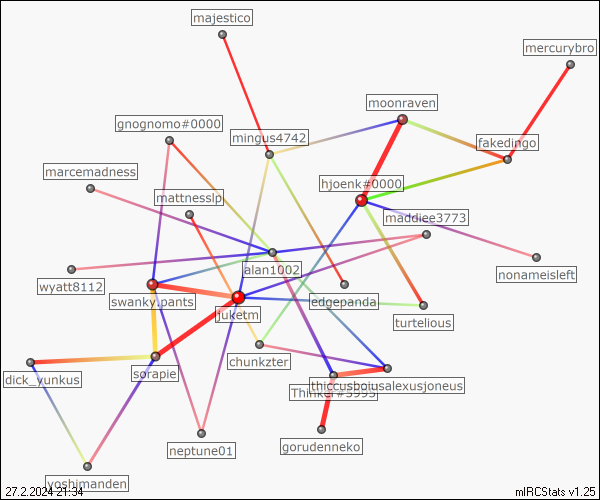 majestico
mercurybro
moonraven
gnognomo#0000
mingus4742
fakedingo
marcemadness
hjoenk#0000
mattnesslp
maddiee3773
alan1002
nonameisleft
wyatt8112
swanky.pants
edgepanda
juketm
turtelious
chunkzter
sorapie
dick_yunkus
thiccusboiusalexusjoneus
Thinker#5995
gorudenneko
neptune01
yoshimanden
27.2.2024 21:34
mIRCStats v1.25